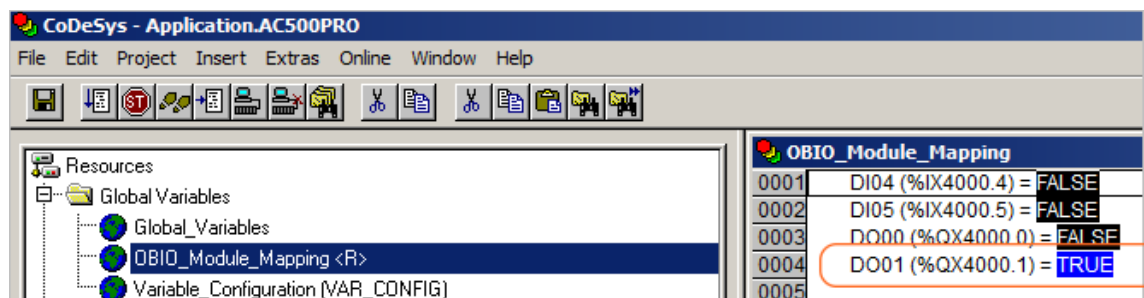 CoDeSys - Application.AC500PRO
File Edit Project Insert Extras Online Window Help
ST
Resources
Global Variables
Global_Variables
OBIO_Module_Mapping <R>
Variable_Configuration (VAR_CONFIG)
OBIO_Module_Mapping
0001 DI04 (%IX4000.4) = FALSE
0002 DI05 (%IX4000.5) = FALSE
0003 DO00 (%QX4000.0) = FALSE
0004 DO01 (%QX4000.1) = TRUE
0005